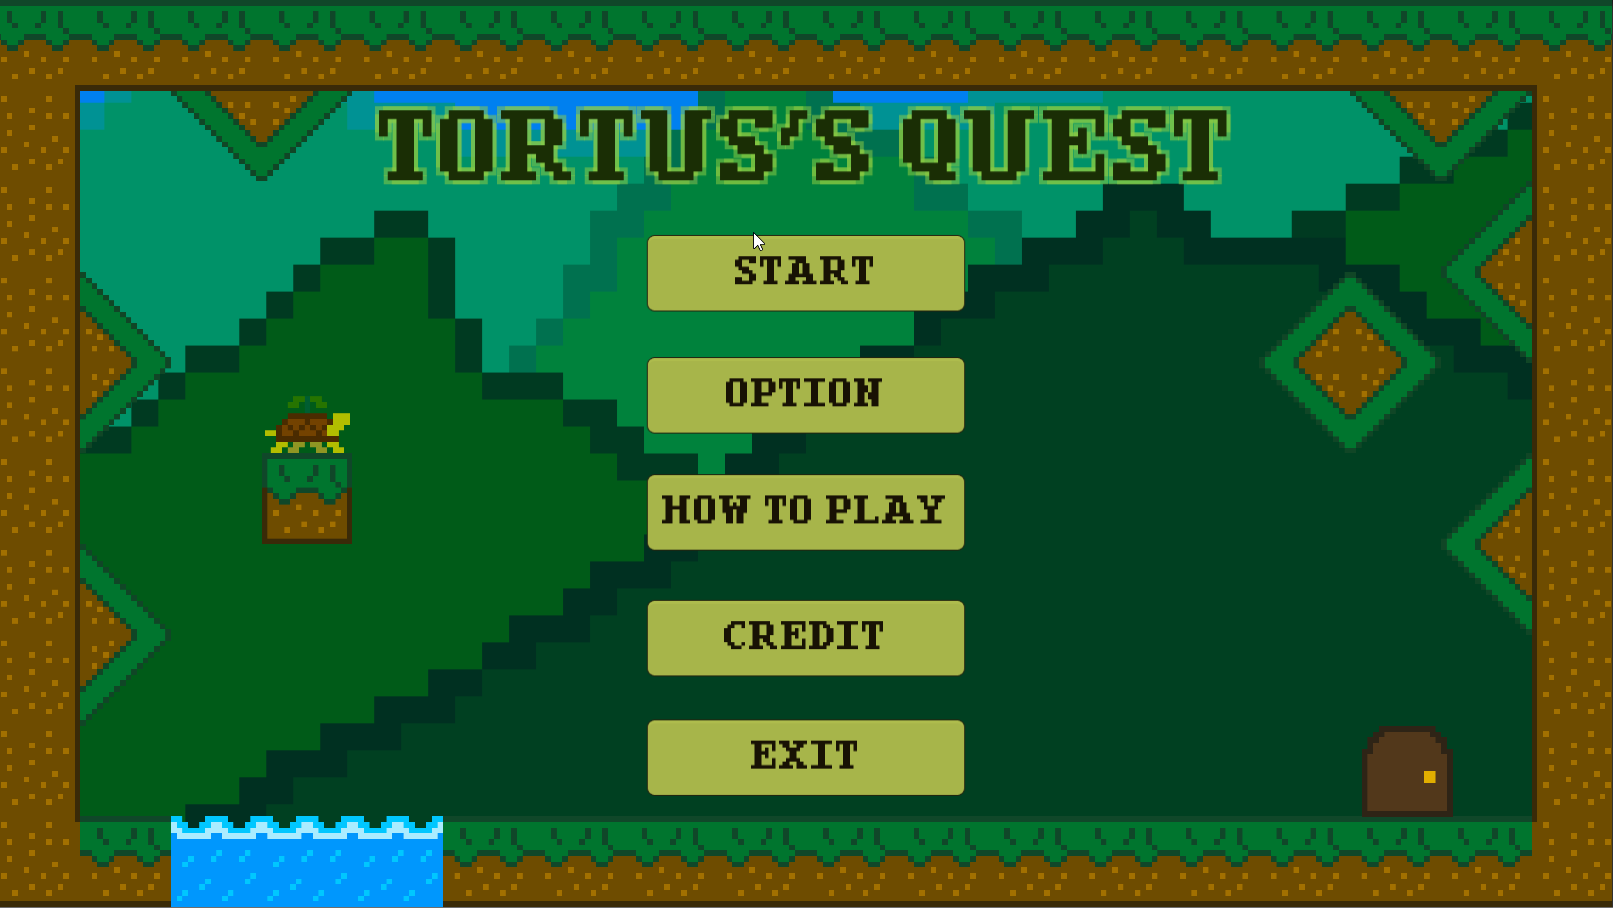 TORTUS'S QUEST
START
OPTION
HOW TO PLAY
CREDIT
EXIT